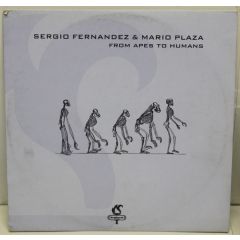 SERGIO FERNANDEZ & MARIO PLAZA
FROM APES TO HUMANS